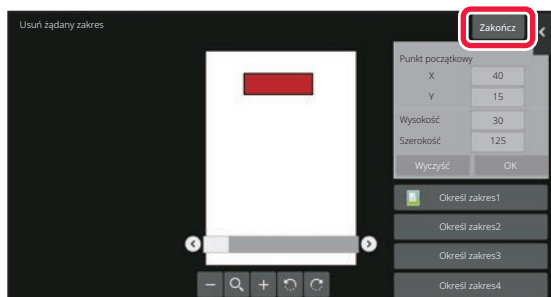 Usuń żądany zakres
Zakończ
Punkt początkowy
X 40
Y 15
Wysokość 30
Szerokość 125
Wyczyść OK
Określ zakres1
Określ zakres2
Określ zakres3
Określ zakres4